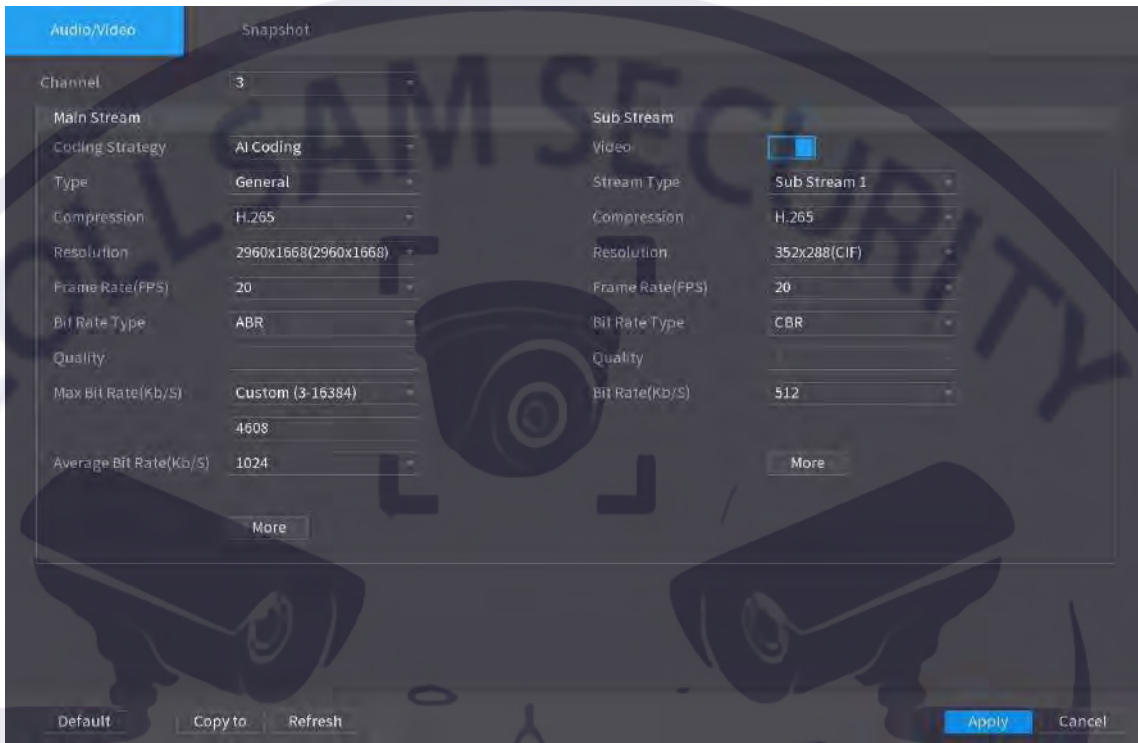 Audio/Video Snapshot
Channel 3
Main Stream Sub Stream
Coding Strategy AI Coding Video
Type General Stream Type Sub Stream 1
Compression H.265 Compression H.265
Resolution 2960x1668(2960x1668) Resolution 352x288(CIF)
Frame Rate(FPS) 20 Frame Rate(FPS) 20
Bit Rate Type ABR Bit Rate Type CBR
Quality Quality
Max Bit Rate(Kb/S) Custom (3-16384) Bit Rate(Kb/S) 512
4608
Average Bit Rate(Kb/S) 1024 More
More
Default Copy to Refresh Apply Cancel
SAM SECURITY